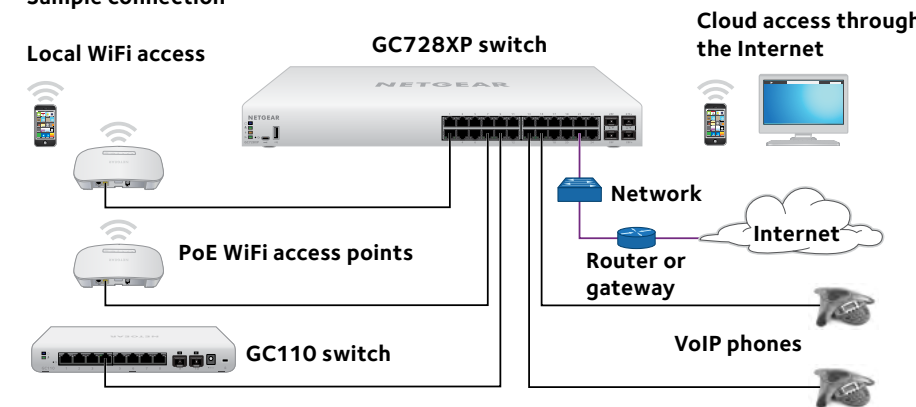 Sample connection
Local WiFi access
GC728XP switch
Cloud access through
the Internet
NETGEAR
NETGEAR
Network
Internet
PoE WiFi access points
Router or
gateway
GC110 switch
VoIP phones